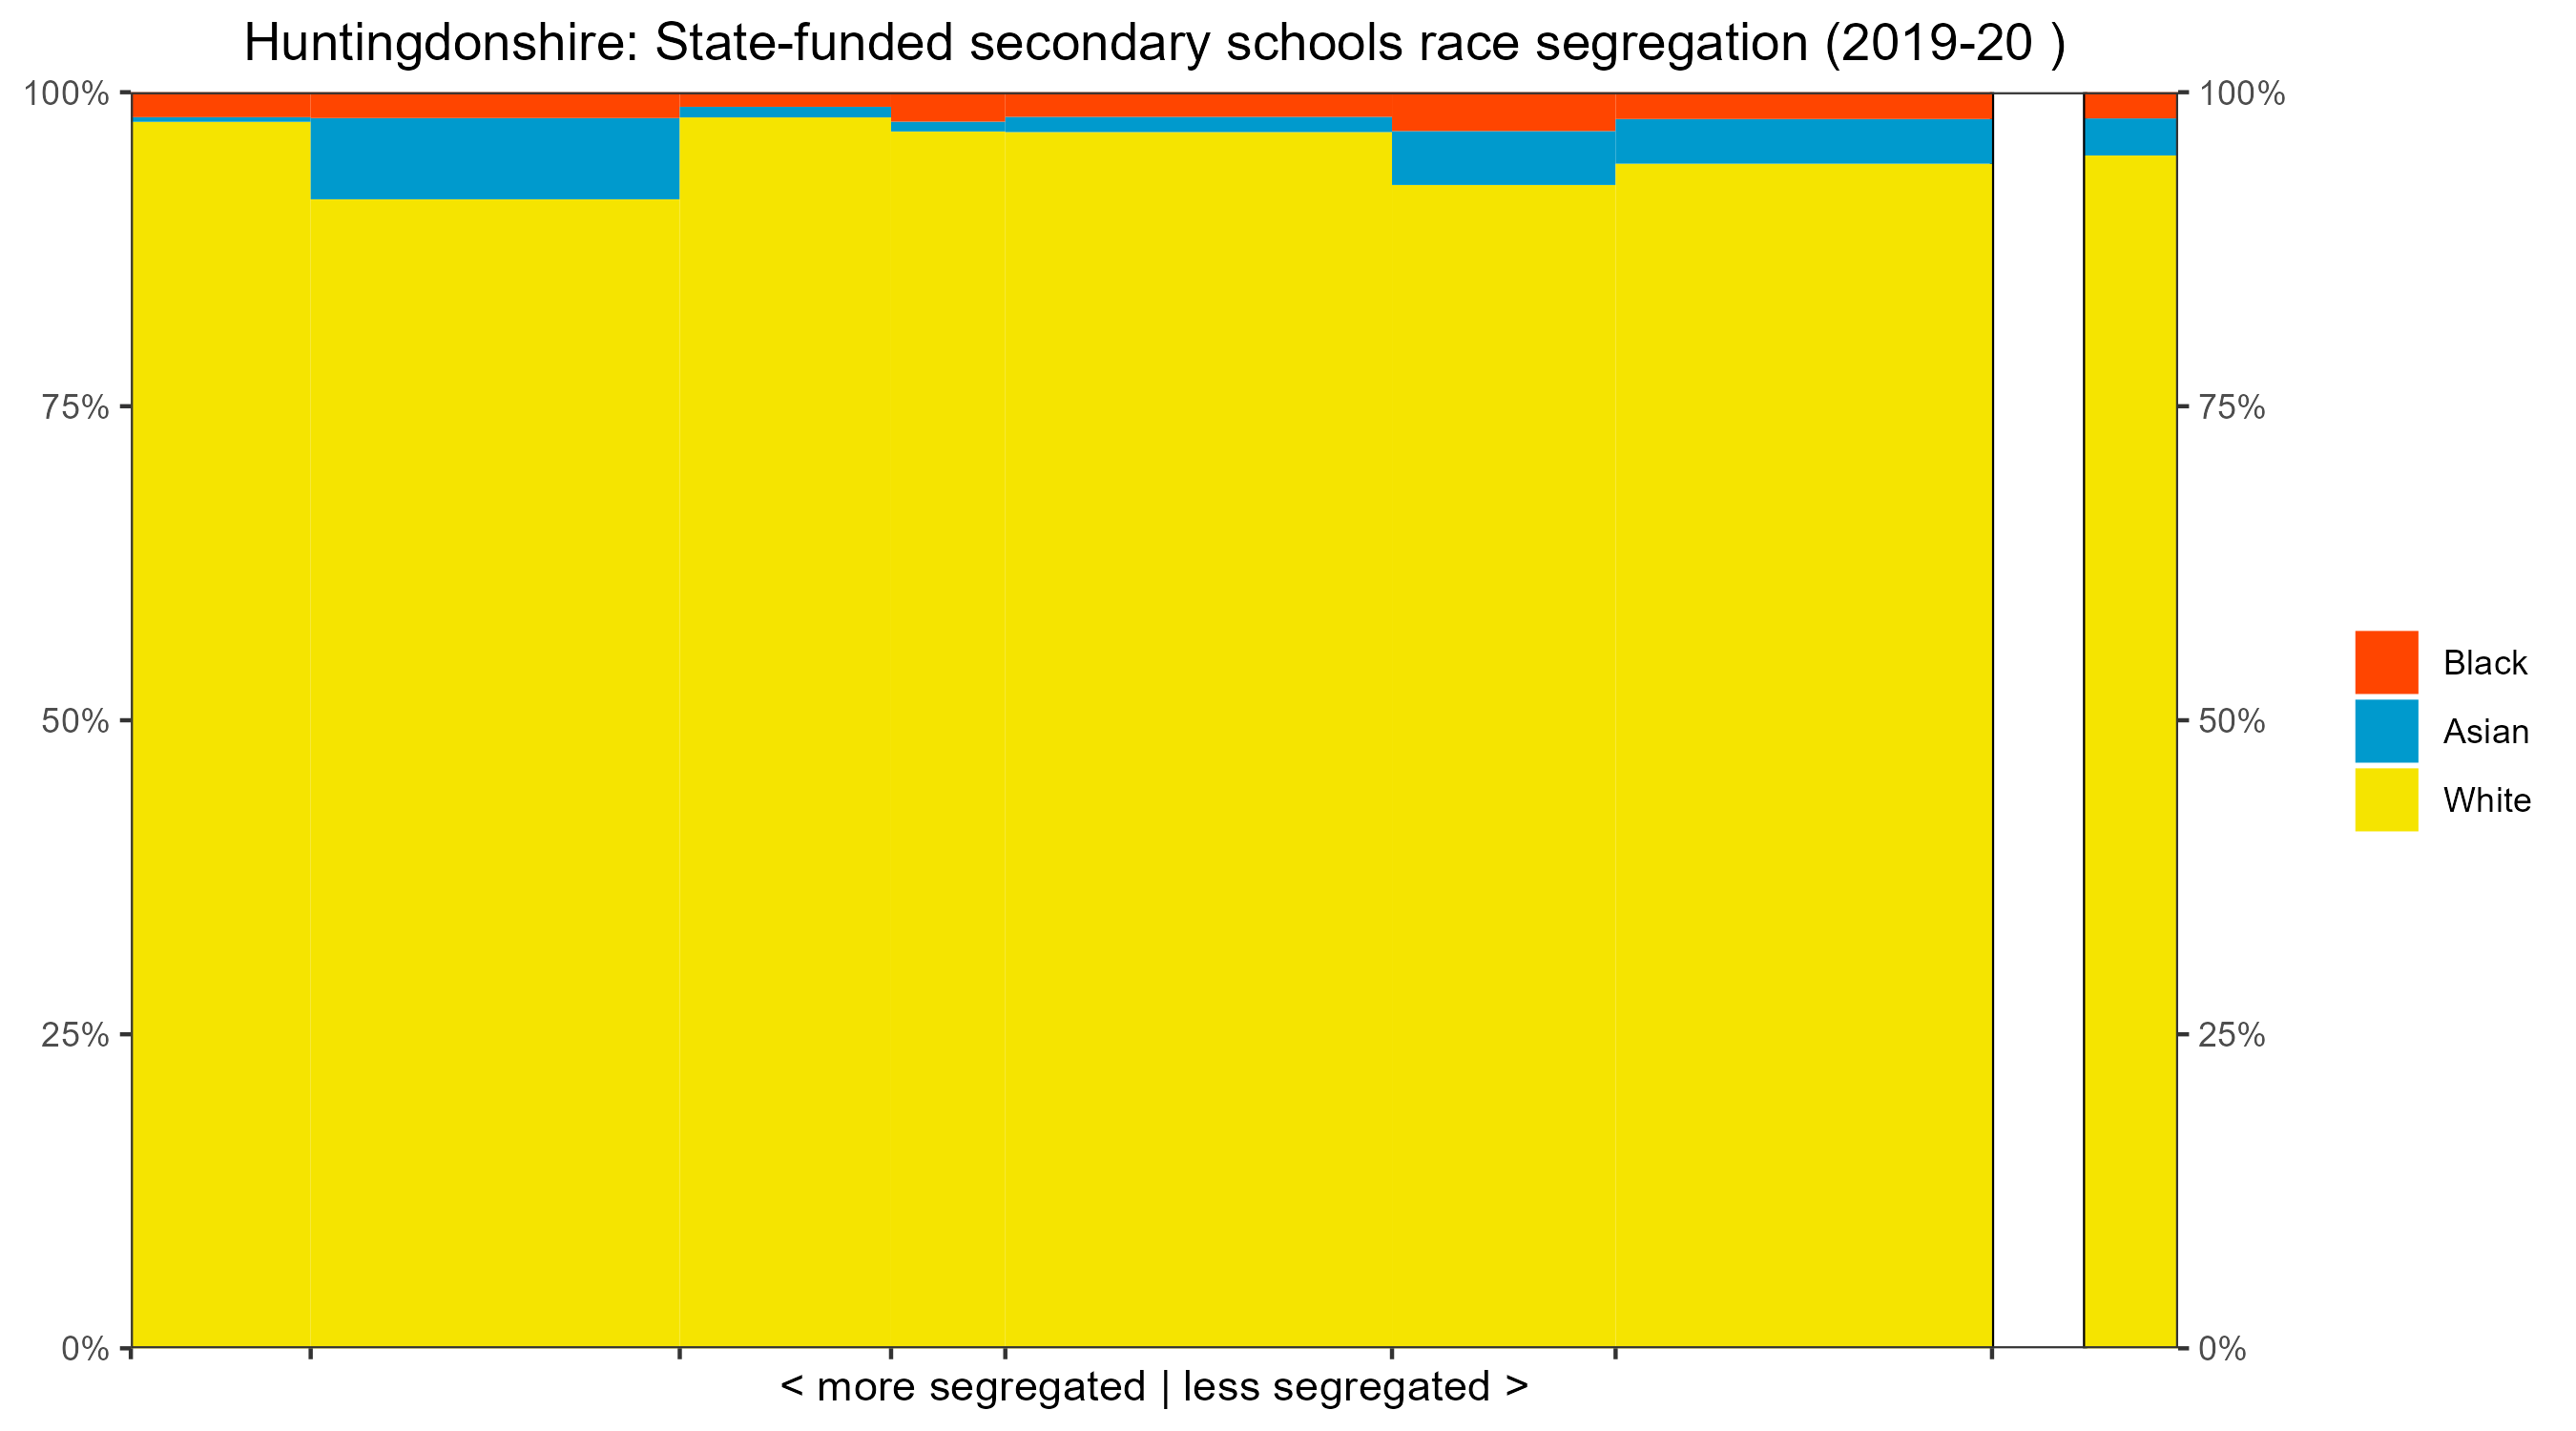 Huntingdonshire: State-funded secondary schools race segregation (2019-20 )
100%
75%
50%
25%
0%
100%
75%
50%
25%
0%
Black
Asian
White
< more segregated | less segregated >